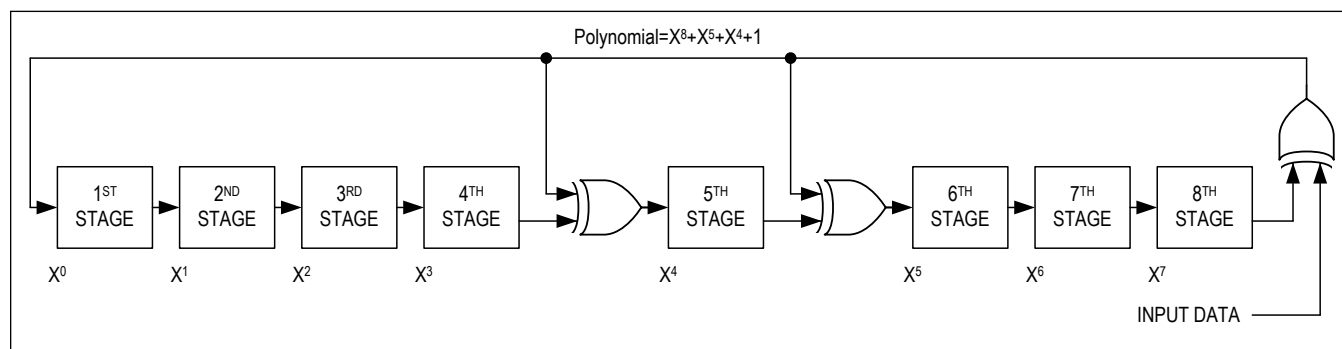 Polynomial=X⁸+X⁵+X⁴+1
1ST STAGE
2ND STAGE
3RD STAGE
4TH STAGE
5TH STAGE
6TH STAGE
7TH STAGE
8TH STAGE
X⁰ X¹ X² X³ X⁴ X⁵ X⁶ X⁷
INPUT DATA